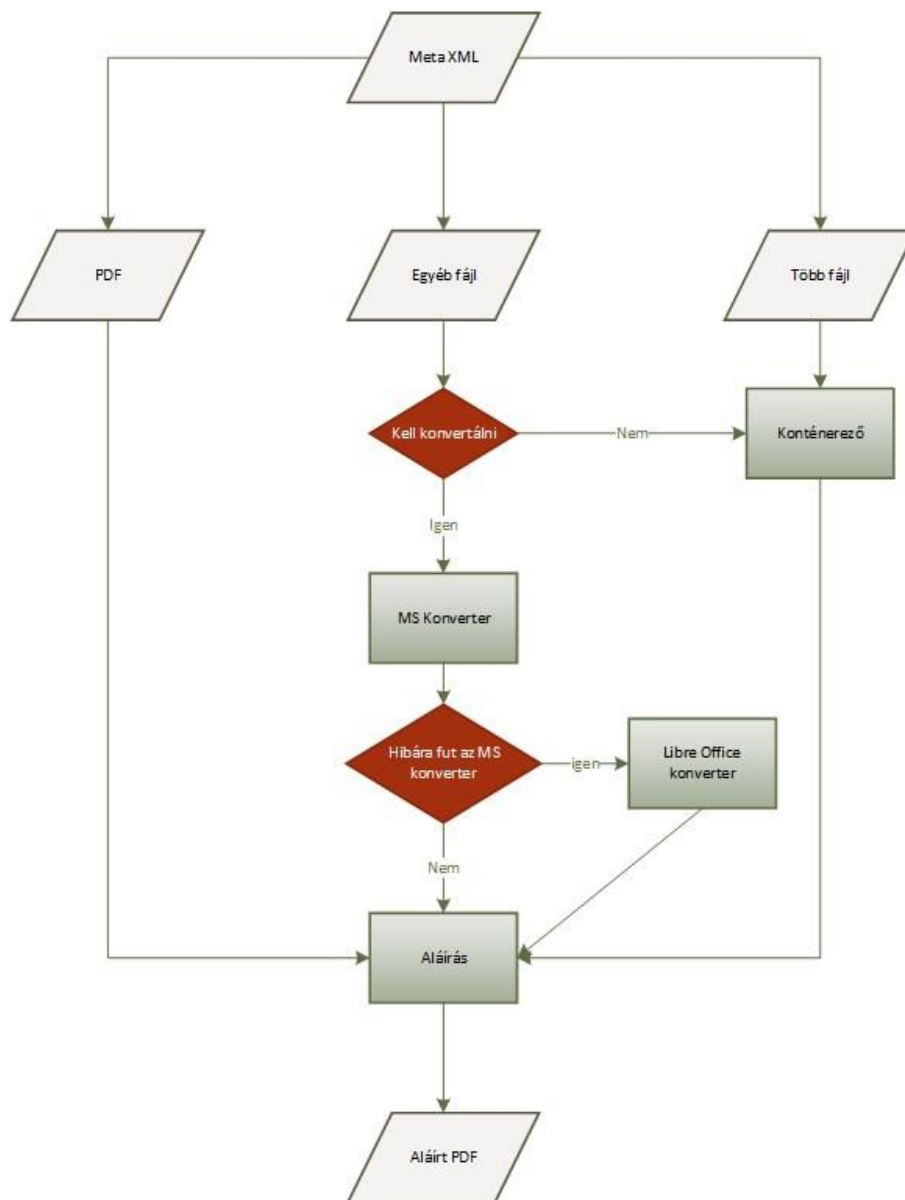 Meta XML
PDF
Egyéb fájl
Több fájl
Kell konvertálni
Nem
Konténerező
Igen
MS Konverter
Hibára fut az MS
konverter
igen
Libre Office
konverter
Nem
Aláírás
Aláírt PDF